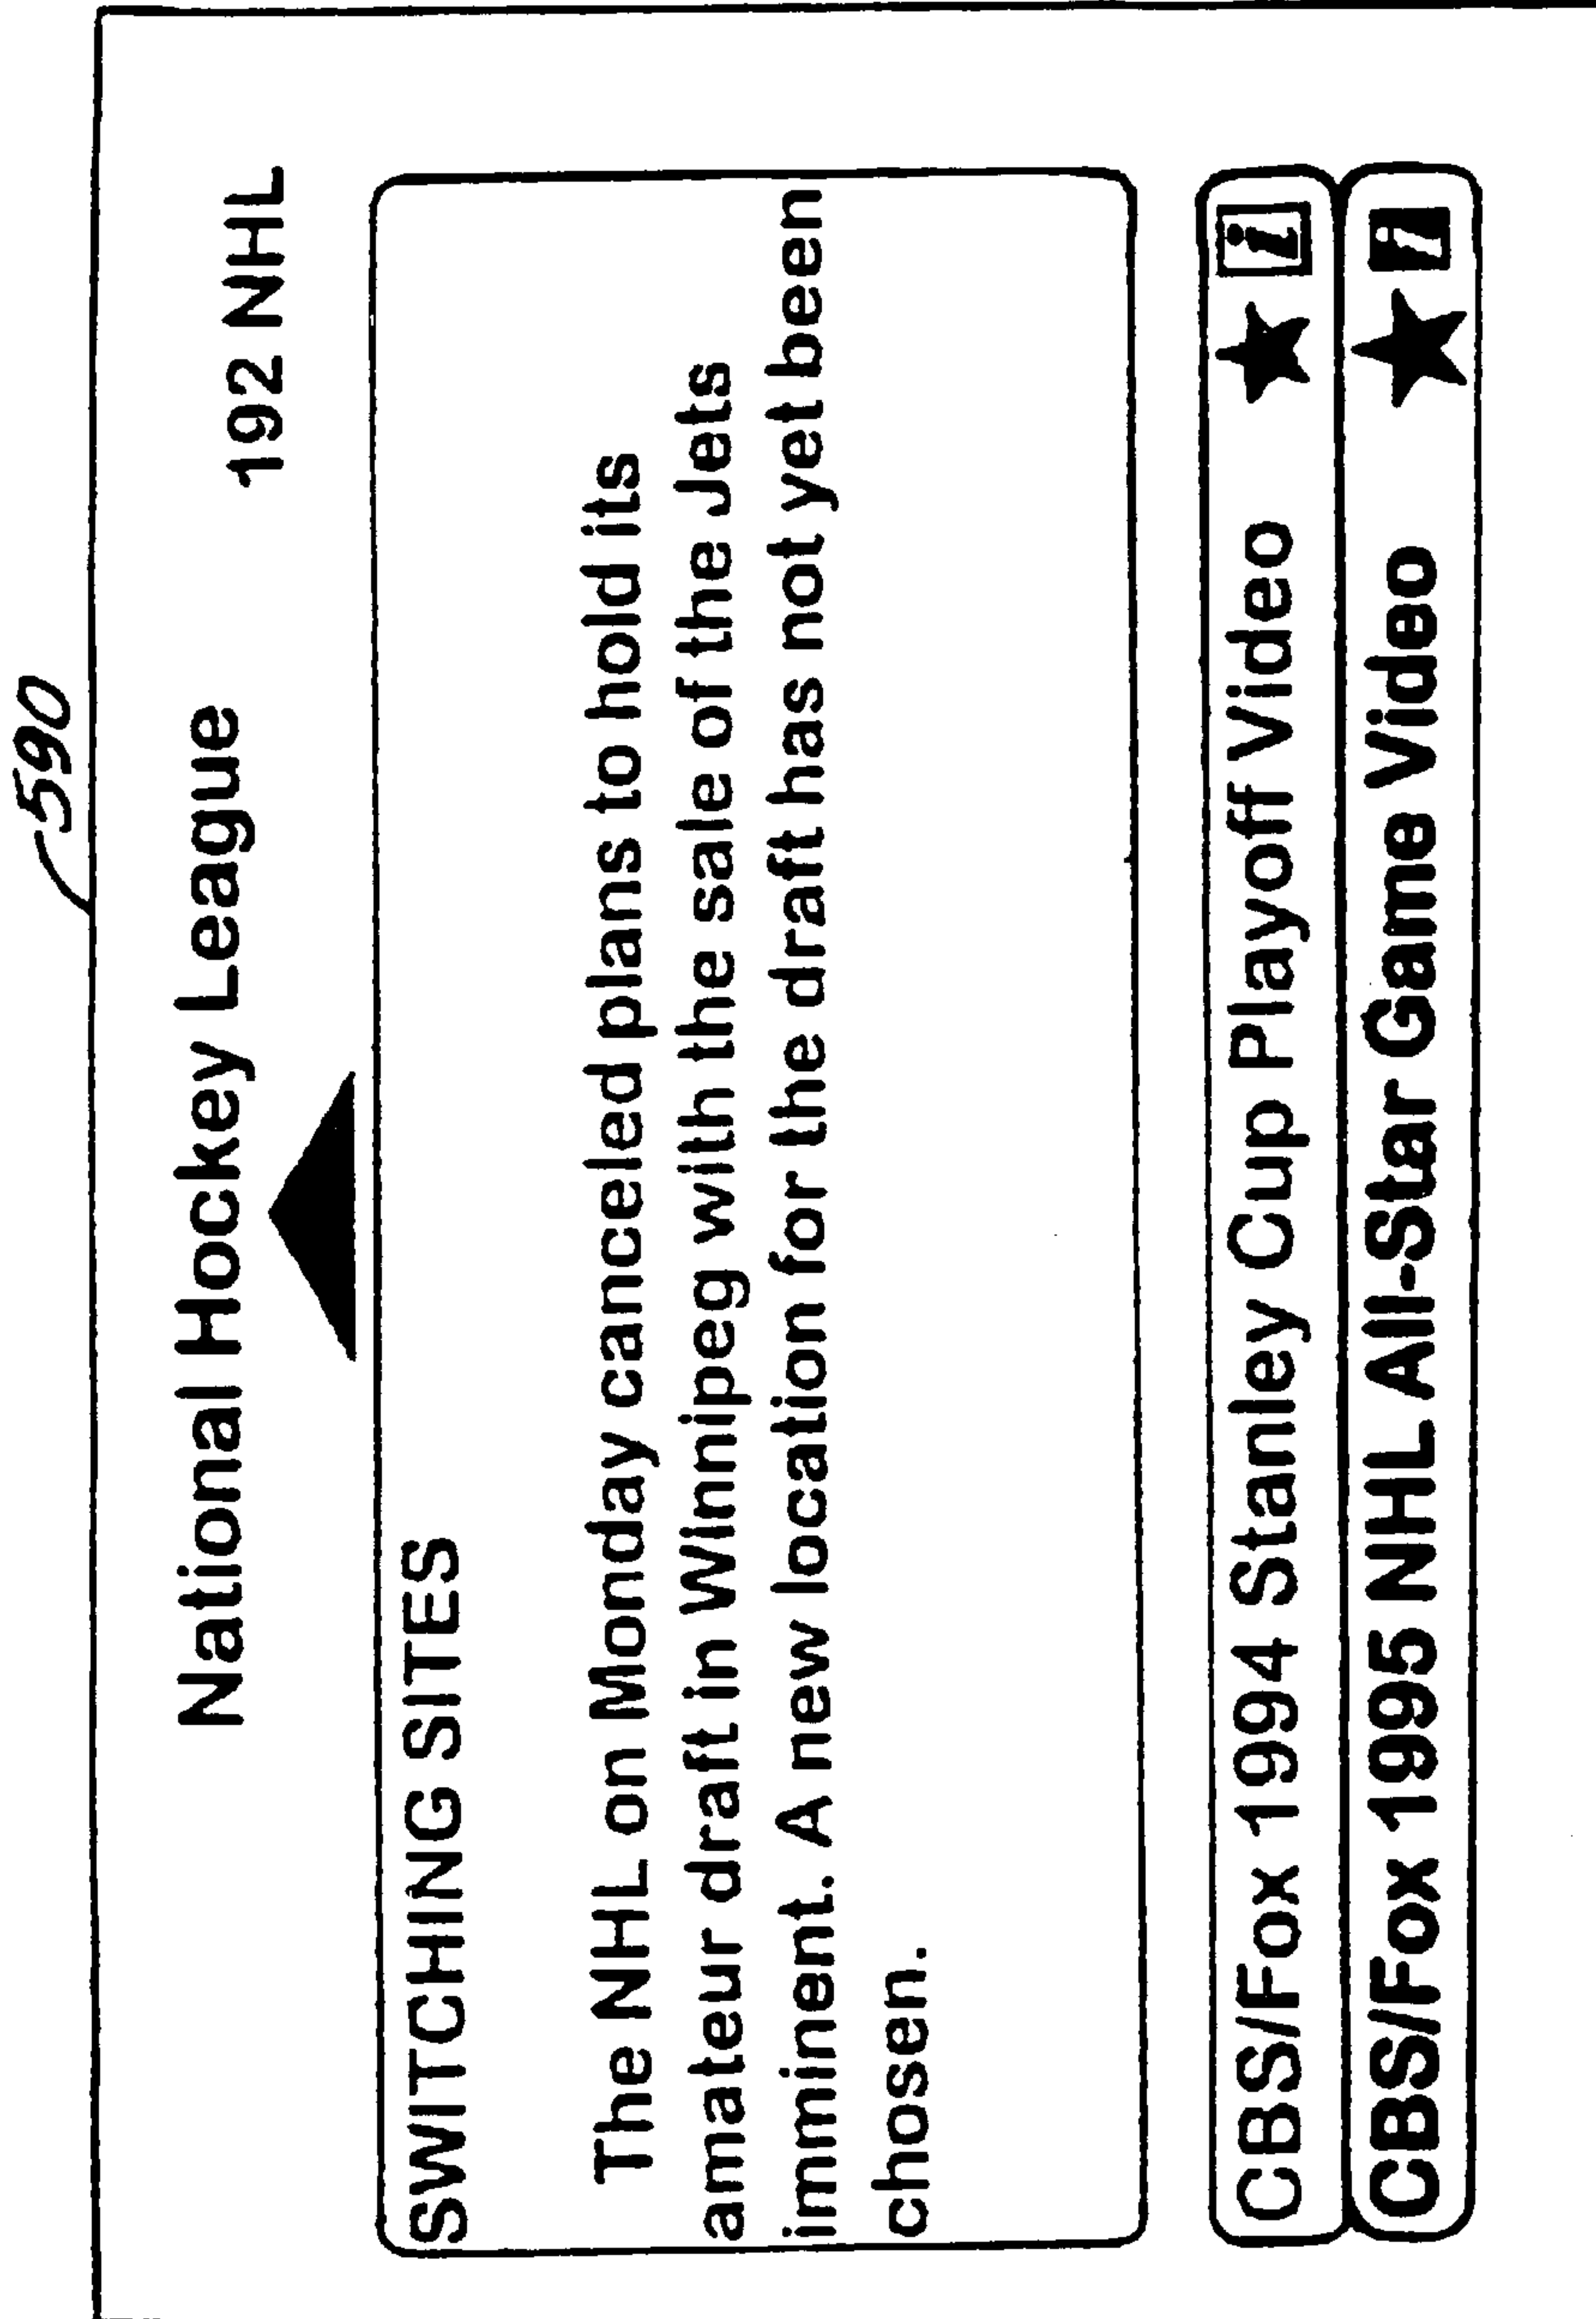 590
National Hockey League
192 NHL
SWITCHING SITES
The NHL on Monday canceled plans to hold its
amateur draft in Winnipeg with the sale of the Jets
imminent. A new location for the draft has not yet been
chosen.
CBS/Fox 1994 Stanley Cup Playoff Video ★ i
CBS/Fox 1995 NHL All-Star Game Video ★ i